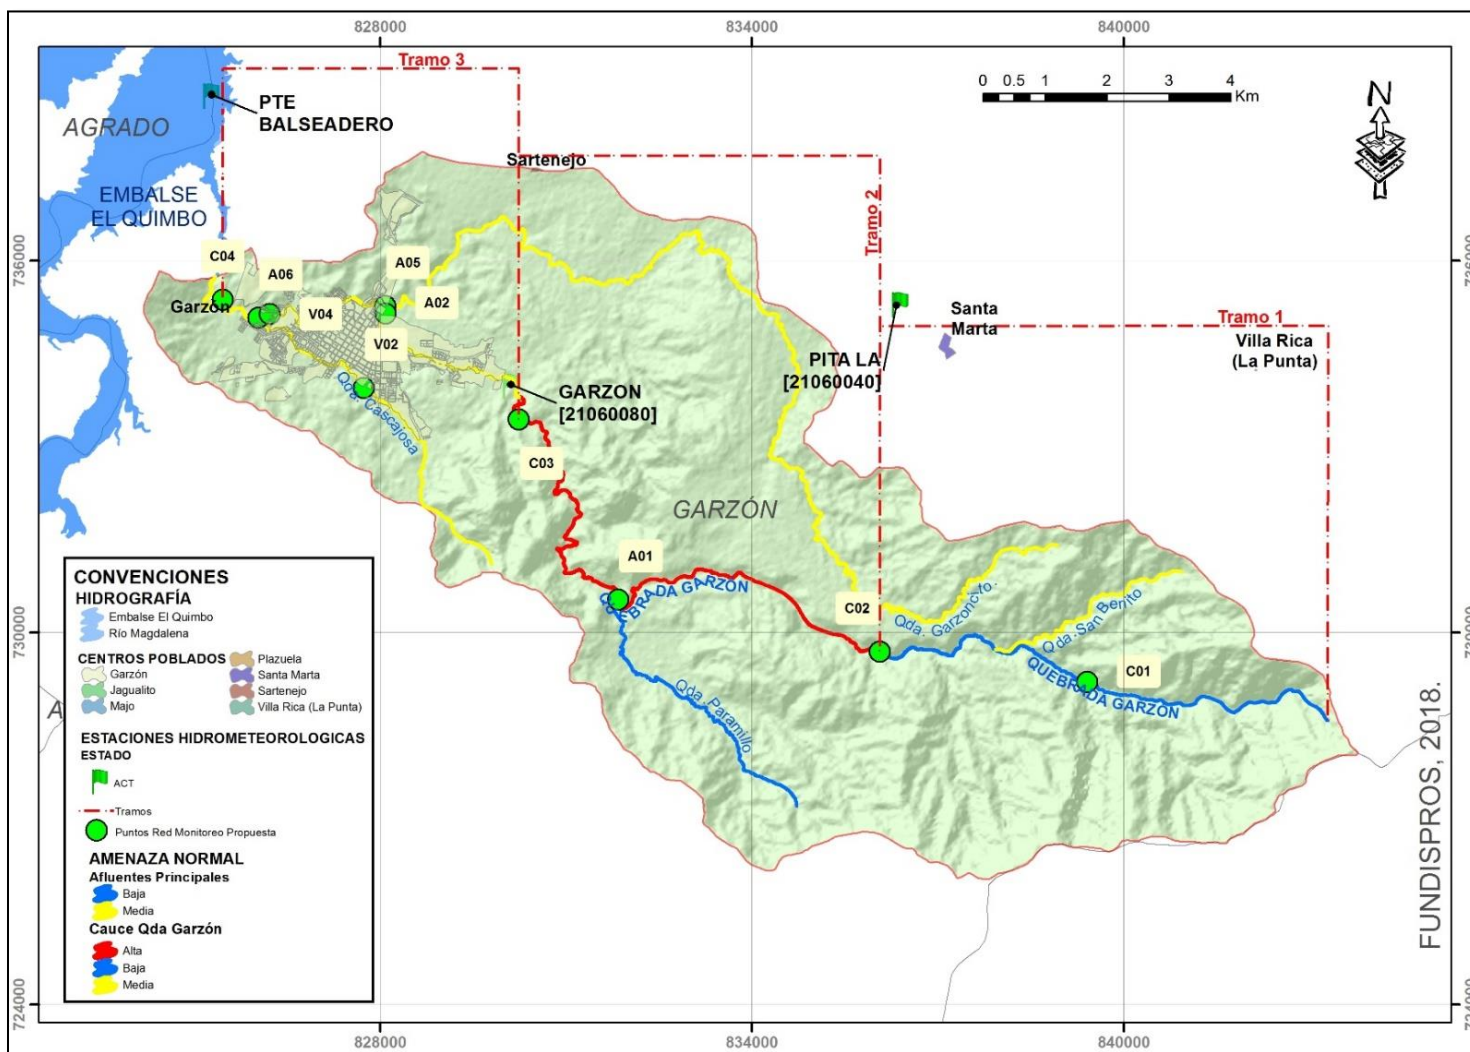 828000
834000
840000
Tramo 3
0 0.5 1 2 3 4
Km
N
PTE
BALSEADERO
AGRADO
Sartenejo
EMBALSE
EL QUIMBO
Tramo 2
736000
736000
C04
A06
A05
A02
Garzón
V04
V02
Santa
Marta
Tramo 1
Villa Rica
(La Punta)
PITA LA
[21060040]
GARZON
[21060080]
Qda. Cascajosa
C03
GARZÓN
A01
QUEBRADA GARZÓN
C02
Qda. Garzoncito.
Qda. San Benito
730000
730000
C01
QUEBRADA GARZÓN
Qda. Paramillo
A
CONVENCIONES
HIDROGRAFÍA
Embalse El Quimbo
Río Magdalena
CENTROS POBLADOS
Garzón
Jagualito
Majo
Plazuela
Santa Marta
Sartenejo
Villa Rica (La Punta)
ESTACIONES HIDROMETEOROLOGICAS
ESTADO
ACT
Tramos
Puntos Red Monitoreo Propuesta
AMENAZA NORMAL
Afluentes Principales
Baja
Media
Cauce Qda Garzón
Alta
Baja
Media
FUNDISPROS, 2018.
724000
724000
828000
834000
840000